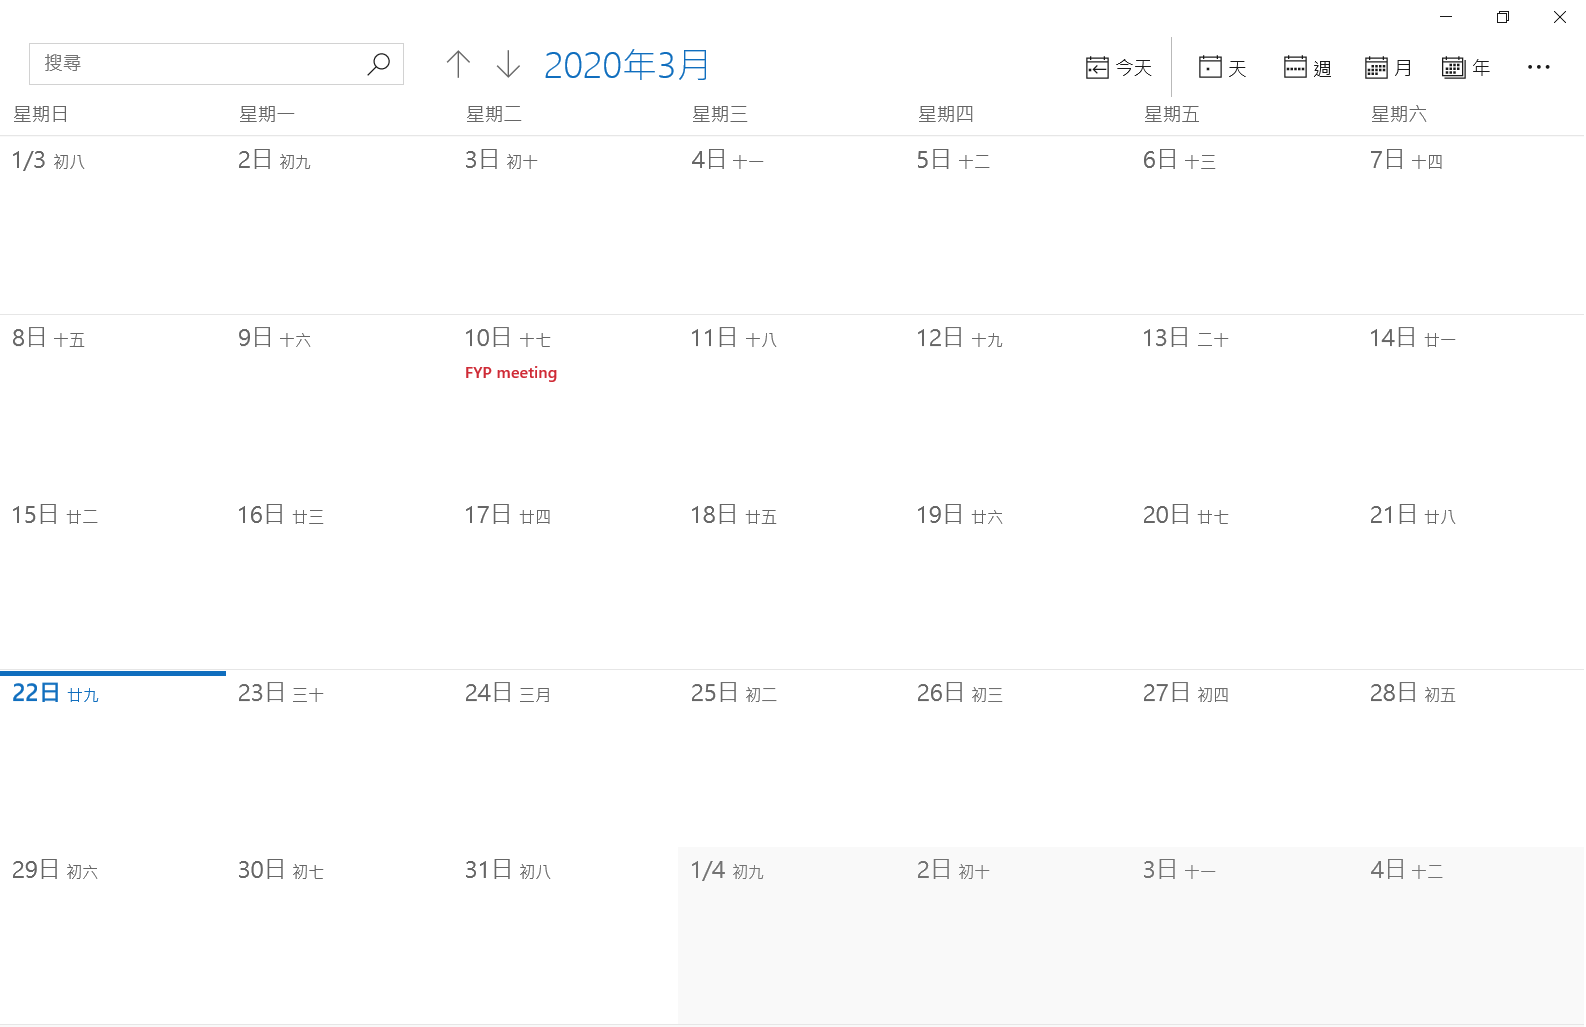 搜尋
2020年3月
今天 天 週 月 年
星期日 星期一 星期二 星期三 星期四 星期五 星期六
1/3 初八 2日 初九 3日 初十 4日 十一 5日 十二 6日 十三 7日 十四
8日 十五 9日 十六 10日 十七 11日 十八 12日 十九 13日 二十 14日 廿一
FYP meeting
15日 廿二 16日 廿三 17日 廿四 18日 廿五 19日 廿六 20日 廿七 21日 廿八
22日 廿九 23日 三十 24日 三月 25日 初二 26日 初三 27日 初四 28日 初五
29日 初六 30日 初七 31日 初八 1/4 初九 2日 初十 3日 十一 4日 十二